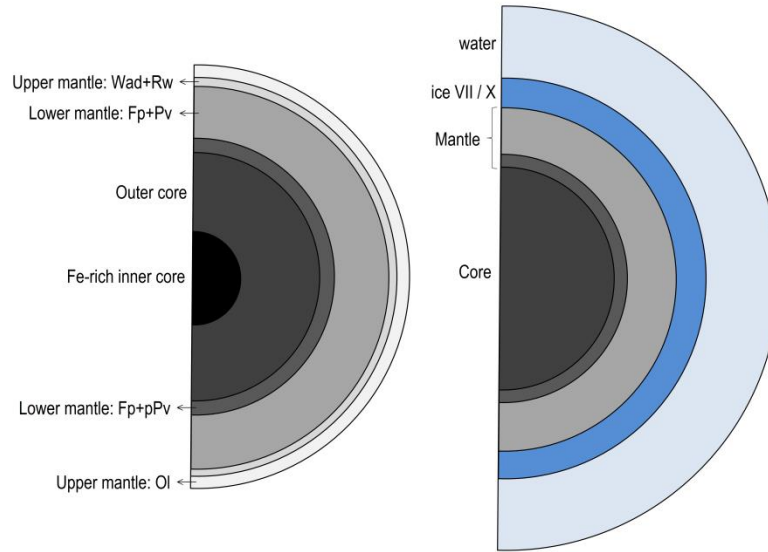 Upper mantle: Wad+Rw
Lower mantle: Fp+Pv
Outer core
Fe-rich inner core
Lower mantle: Fp+pPv
Upper mantle: Ol
water
ice VII / X
Mantle
Core